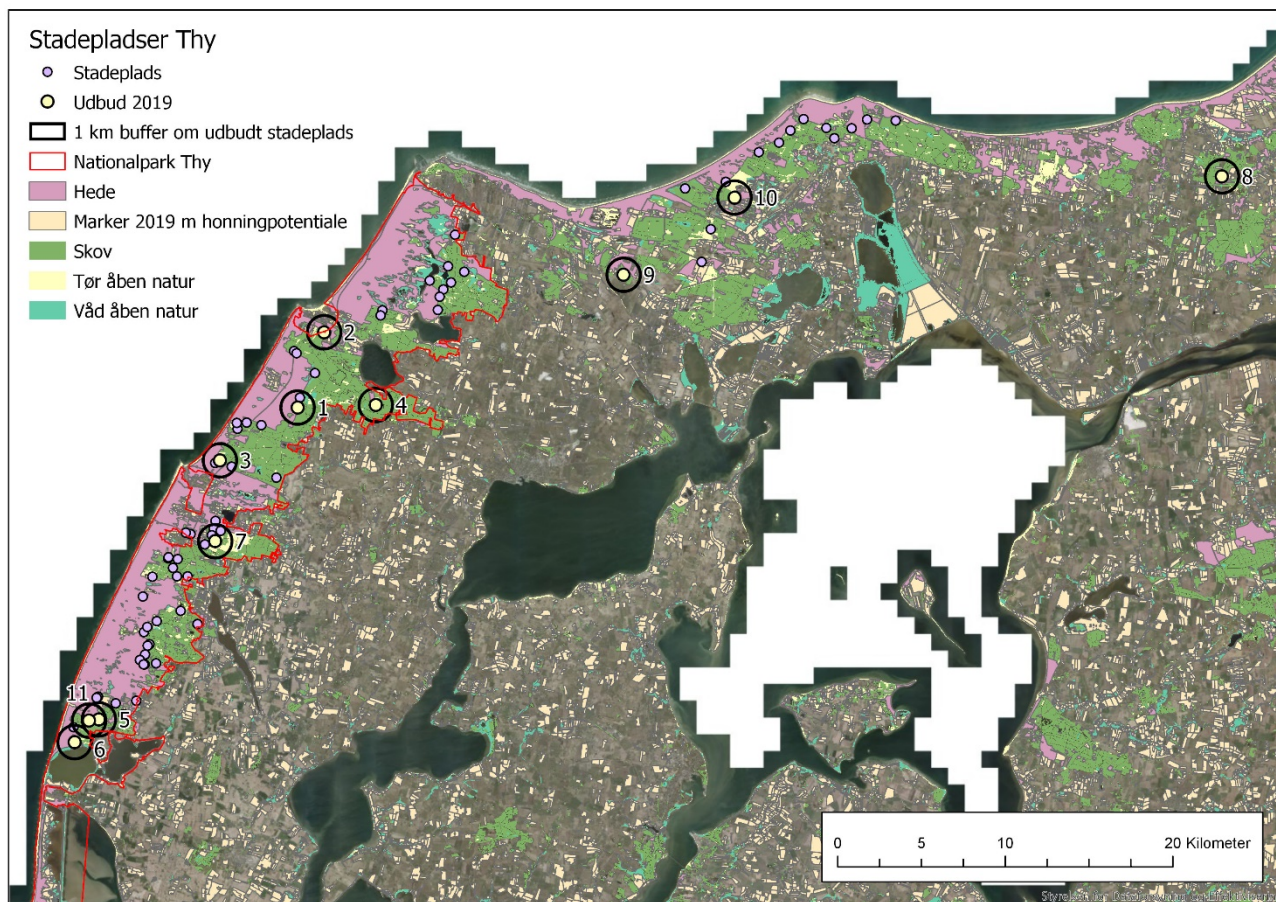 Stadepladser Thy
Stadeplads
Udbud 2019
1 km buffer om udbudt stadeplads
Nationalpark Thy
Hede
Marker 2019 m honningpotentiale
Skov
Tør åben natur
Våd åben natur
8
10
9
2
1
4
3
7
11
5
6
0 5 10 20 Kilometer